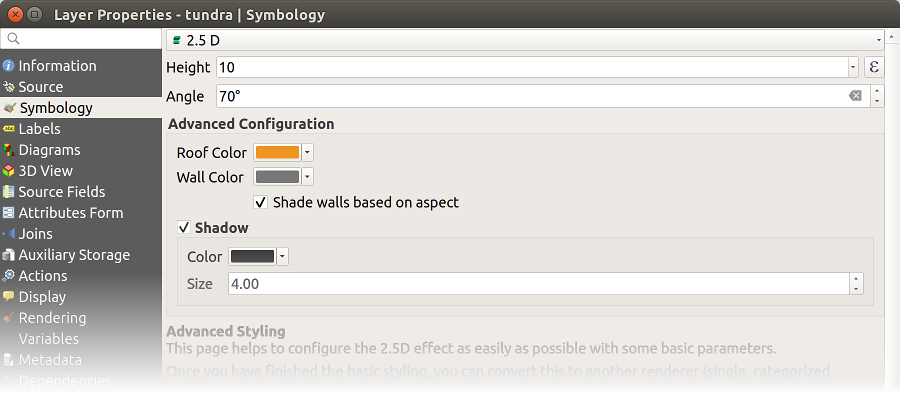 Layer Properties - tundra | Symbology
Information
Source
Symbology
Labels
Diagrams
3D View
Source Fields
Attributes Form
Joins
Auxiliary Storage
Actions
Display
Rendering
Variables
Metadata
Dependencies
2.5 D
Height 10 ε
Angle 70°
Advanced Configuration
Roof Color
Wall Color
Shade walls based on aspect
Shadow
Color
Size 4.00
Advanced Styling
This page helps to configure the 2.5D effect as easily as possible with some basic parameters.
Once you have finished the basic styling, you can convert this to another renderer (single, categorized